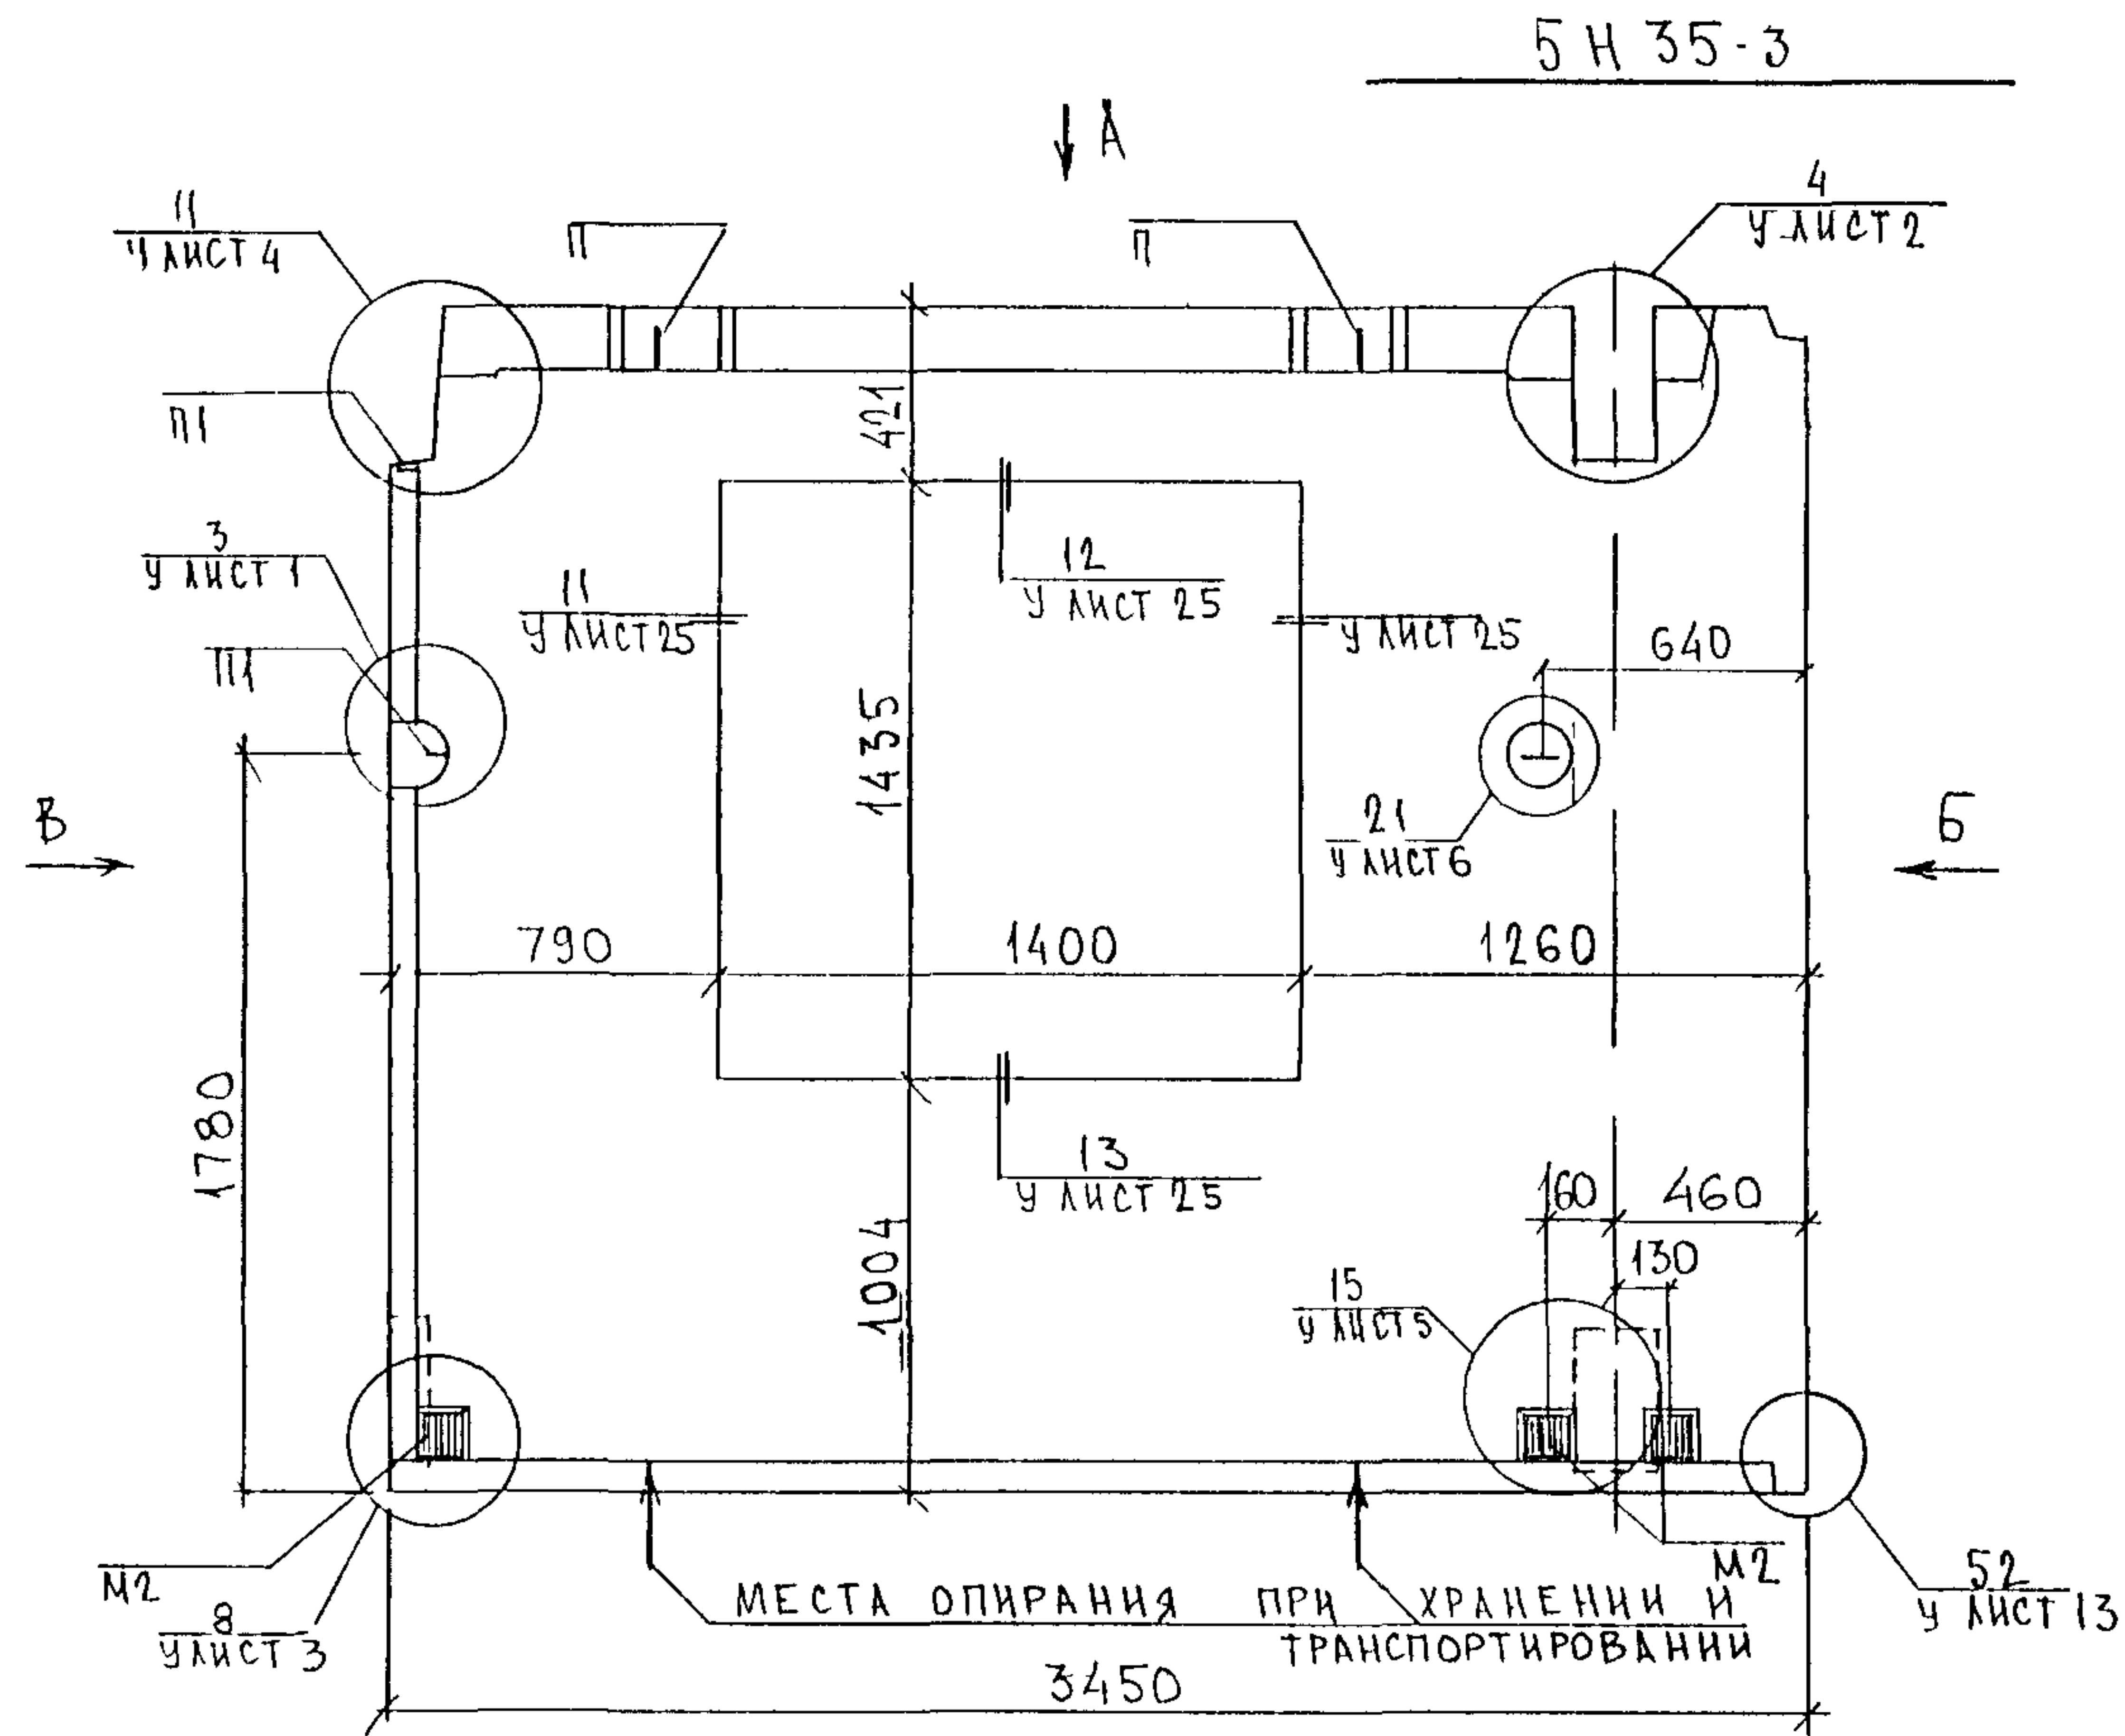 5 Н 35-3
А
11
У ЛИСТ 4
П
П
4
У ЛИСТ 2
П1
421
3
У ЛИСТ 1
12
У ЛИСТ 25
11
У ЛИСТ 25
У ЛИСТ 25
640
П1
1435
В
21
У ЛИСТ 6
Б
790
1400
1260
1780
13
У ЛИСТ 25
160
460
130
1004
15
У ЛИСТ 5
М2
М2
8
У ЛИСТ 3
МЕСТА ОПИРАНИЯ ПРИ ХРАНЕНИИ И
ТРАНСПОРТИРОВАНИИ
52
У ЛИСТ 13
3450